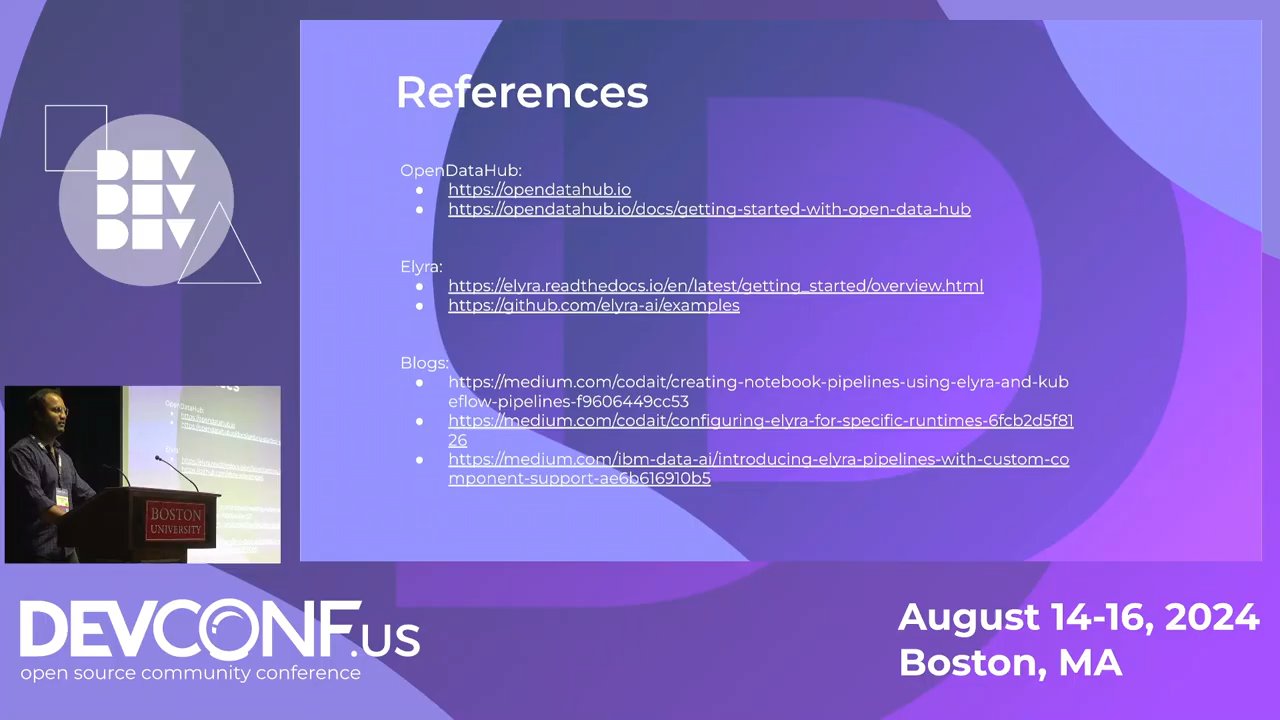 References
OpenDataHub:
https://opendatahub.io
https://opendatahub.io/docs/getting-started-with-open-data-hub
Elyra:
https://elyra.readthedocs.io/en/latest/getting_started/overview.html
https://github.com/elyra-ai/examples
Blogs:
https://medium.com/codait/creating-notebook-pipelines-using-elyra-and-kub
eflow-pipelines-f9606449cc53
https://medium.com/codait/configuring-elyra-for-specific-runtimes-6fcb2d5f81
26
https://medium.com/ibm-data-ai/introducing-elyra-pipelines-with-custom-co
mponent-support-ae6b616910b5
DEV
DEV
DEV
BOSTON
UNIVERSITY
DEVCONF.US
open source community conference
August 14-16, 2024
Boston, MA